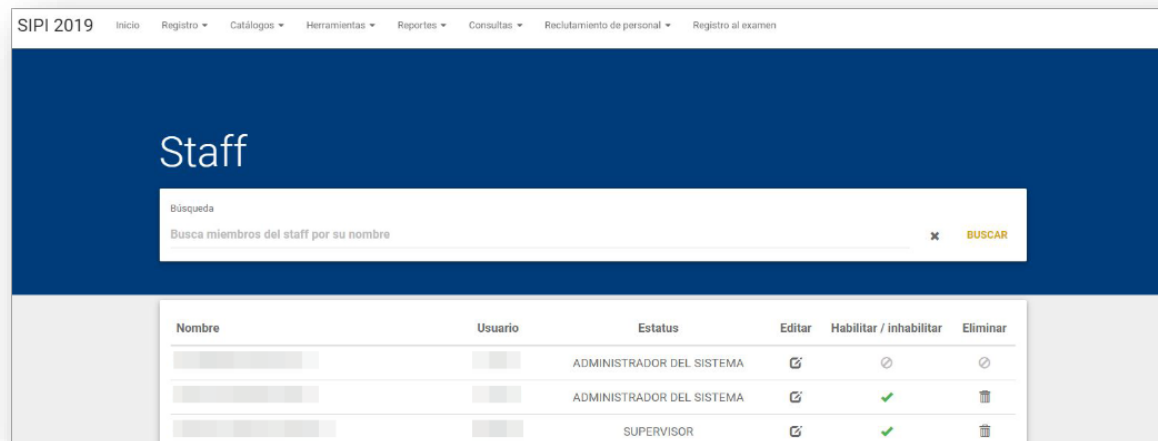 SIPI 2019 Inicio Registro Catálogos Herramientas Reportes Consultas Reclutamiento de personal Registro al examen
Staff
Búsqueda
Busca miembros del staff por su nombre BUSCAR
Nombre Usuario Estatus Editar Habilitar / inhabilitar Eliminar
ADMINISTRADOR DEL SISTEMA
ADMINISTRADOR DEL SISTEMA
SUPERVISOR